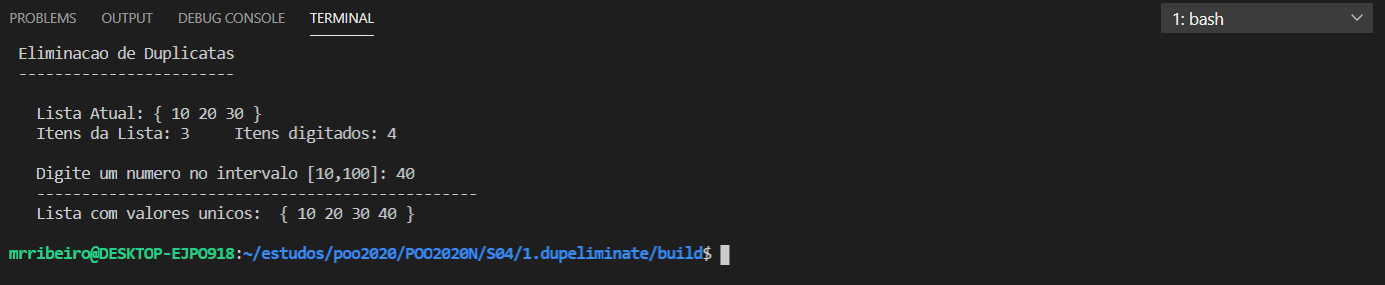 PROBLEMS OUTPUT DEBUG CONSOLE TERMINAL 1: bash
Eliminacao de Duplicatas
------------------------
Lista Atual: { 10 20 30 }
Itens da Lista: 3     Itens digitados: 4
Digite um numero no intervalo [10,100]: 40
-------------------------------------------------
Lista com valores unicos:  { 10 20 30 40 }
mrribeiro@DESKTOP-EJPO918:~/estudos/poo2020/POO2020N/S04/1.dupeliminate/build$